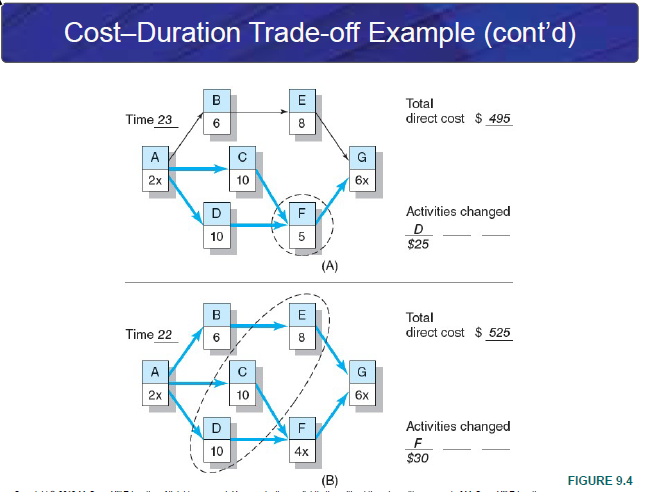 Cost–Duration Trade-off Example (cont'd)
Time 23
B
6
E
8
Total
direct cost $ 495
A
2x
C
10
G
6x
D
10
F
5
Activities changed
D
$25
(A)
Time 22
B
6
E
8
Total
direct cost $ 525
A
2x
C
10
G
6x
D
10
F
4x
Activities changed
F
$30
(B)
FIGURE 9.4